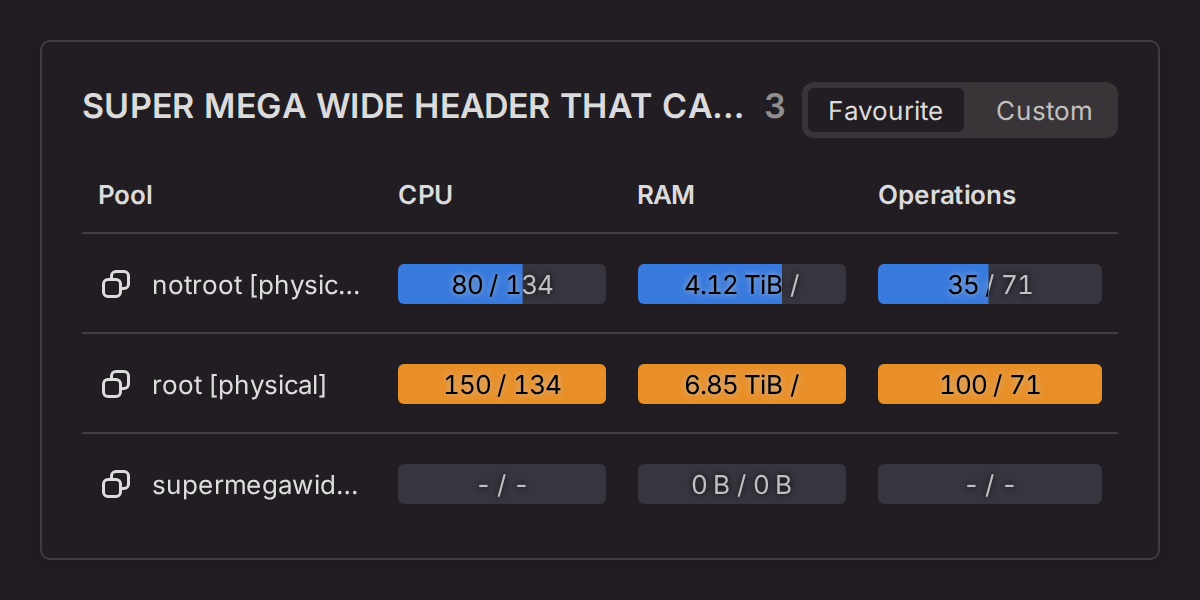 SUPER MEGA WIDE HEADER THAT CA... 3 Favourite Custom
Pool CPU RAM Operations
notroot [physic... 80 / 134 4.12 TiB / 35 / 71
root [physical] 150 / 134 6.85 TiB / 100 / 71
supermegawid... - / - 0 B / 0 B - / -